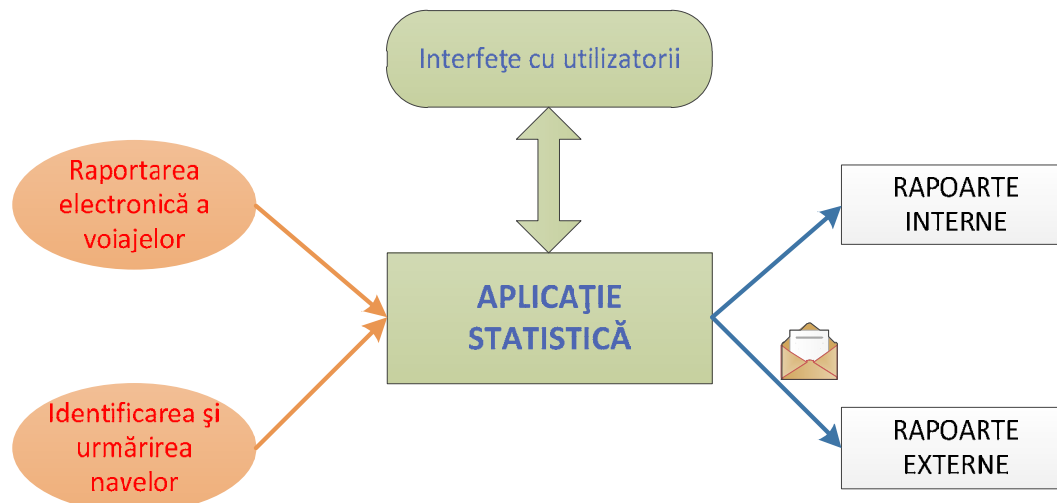 Interfeţe cu utilizatorii
Raportarea
electronică a
voiajelor
RAPOARTE
INTERNE
APLICAŢIE
STATISTICĂ
Identificarea şi
urmărirea
navelor
RAPOARTE
EXTERNE